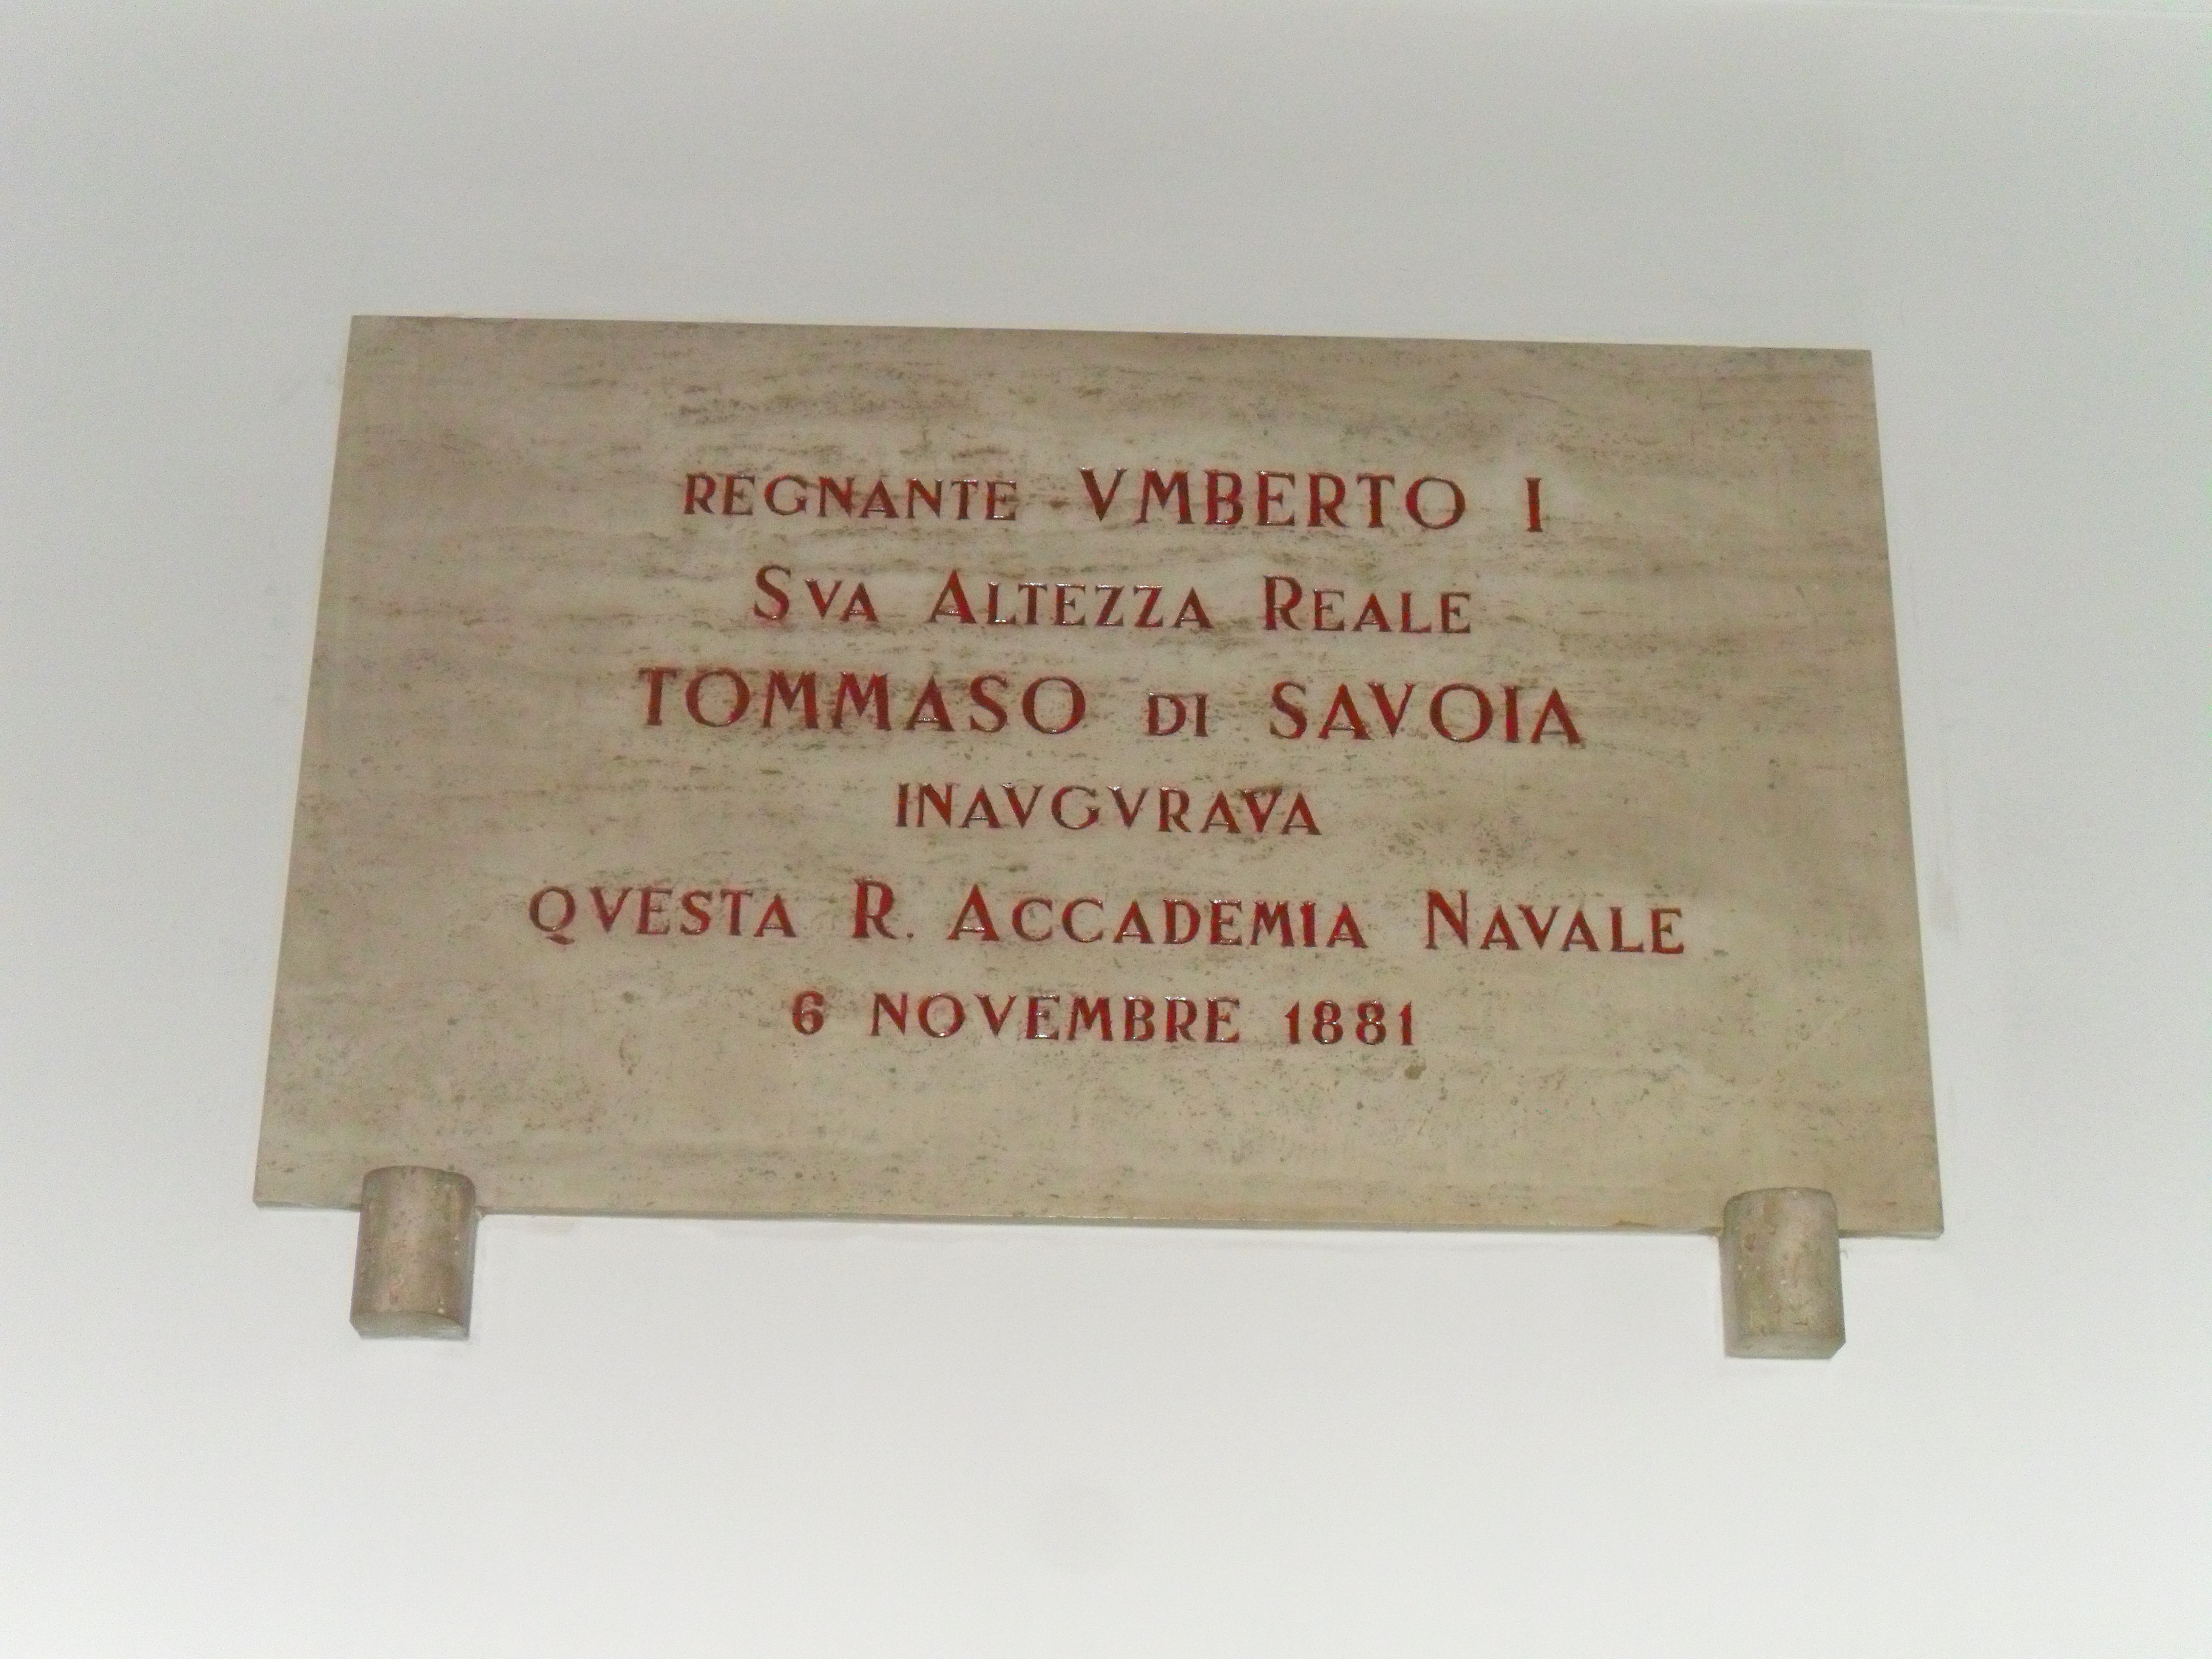 REGNANTE VMBERTO I
SVA ALTEZZA REALE
TOMMASO DI SAVOIA
INAVGVRAVA
QVESTA R. ACCADEMIA NAVALE
6 NOVEMBRE 1881